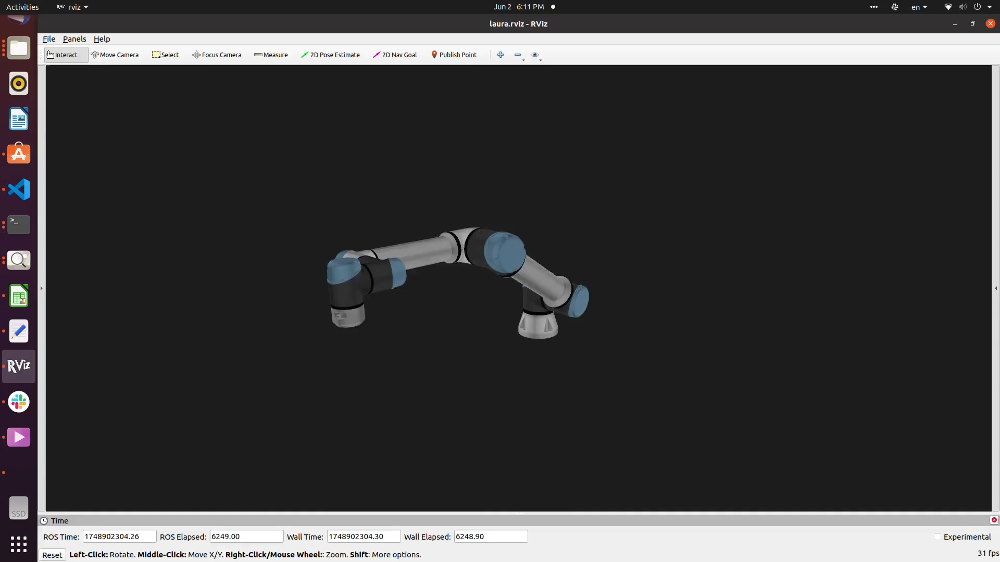 Activities rviz Jun 2 6:11 PM en
laura.rviz - RViz
File Panels Help
Interact Move Camera Select Focus Camera Measure 2D Pose Estimate 2D Nav Goal Publish Point
>_
RViz
SSD
Time
ROS Time: 1748902304.26 ROS Elapsed: 6249.00 Wall Time: 1748902304.30 Wall Elapsed: 6248.90 Experimental
Reset Left-Click: Rotate. Middle-Click: Move X/Y. Right-Click/Mouse Wheel:: Zoom. Shift: More options. 31 fps